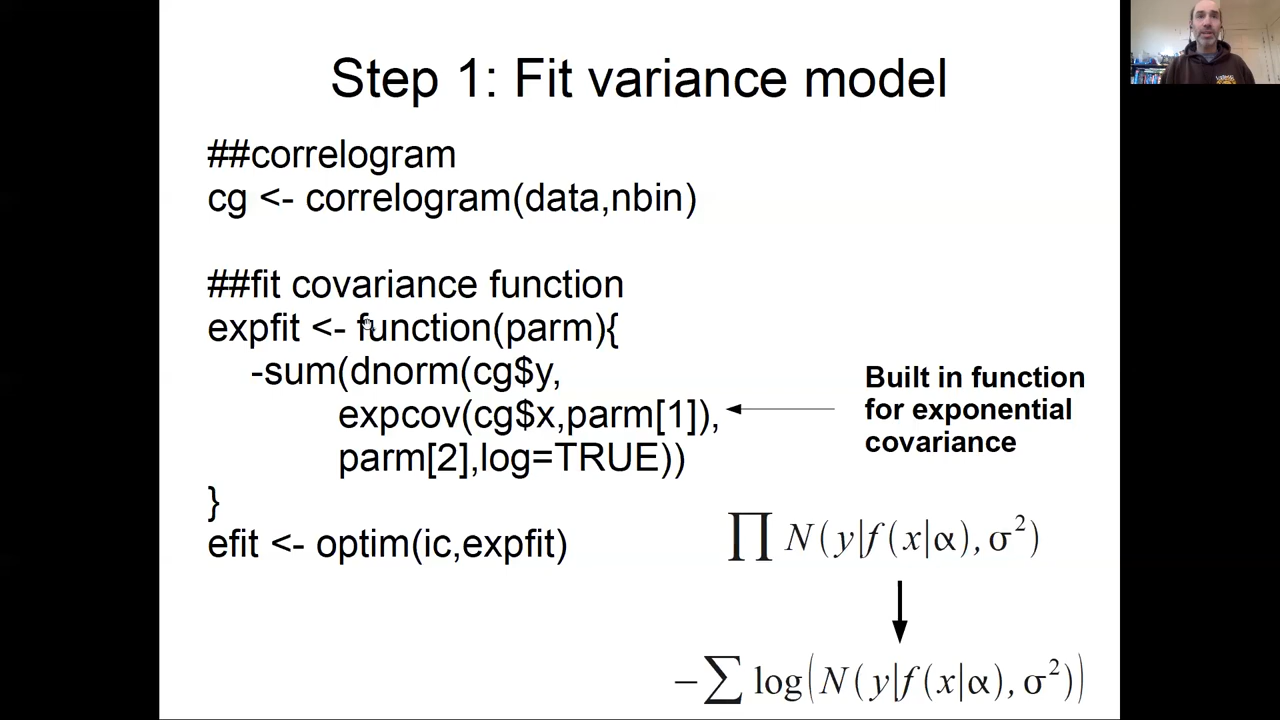 Step 1: Fit variance model
##correlogram
cg <- correlogram(data,nbin)
##fit covariance function
expfit <- function(parm){
-sum(dnorm(cg$y,
expcov(cg$x,parm[1]),
parm[2],log=TRUE))
}
efit <- optim(ic,expfit)
Built in function
for exponential
covariance
∏ N(y|f(x|α),σ²)
−∑ log(N(y|f(x|α),σ²))